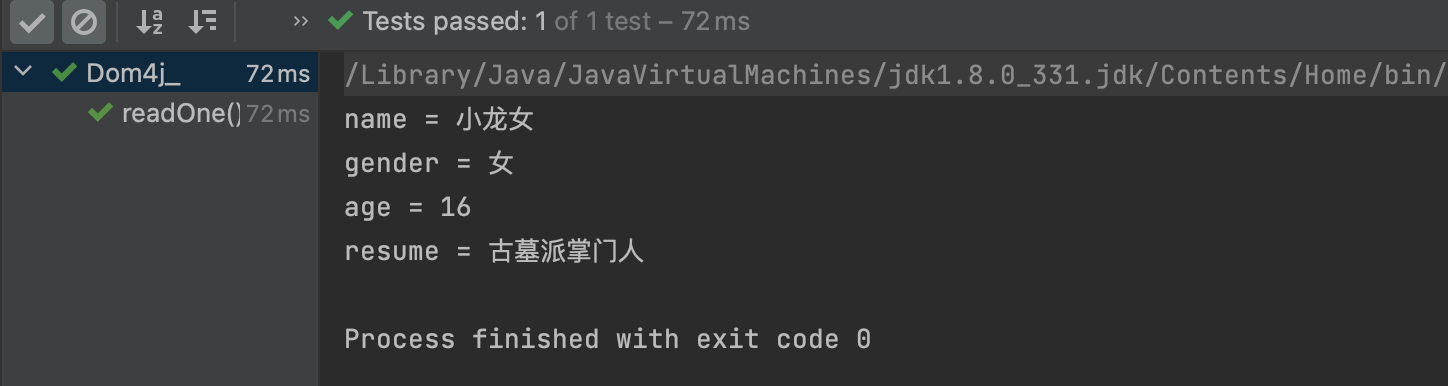 Tests passed: 1 of 1 test – 72 ms
Dom4j_ 72 ms
readOne() 72 ms
/Library/Java/JavaVirtualMachines/jdk1.8.0_331.jdk/Contents/Home/bin/
name = 小龙女
gender = 女
age = 16
resume = 古墓派掌门人
Process finished with exit code 0